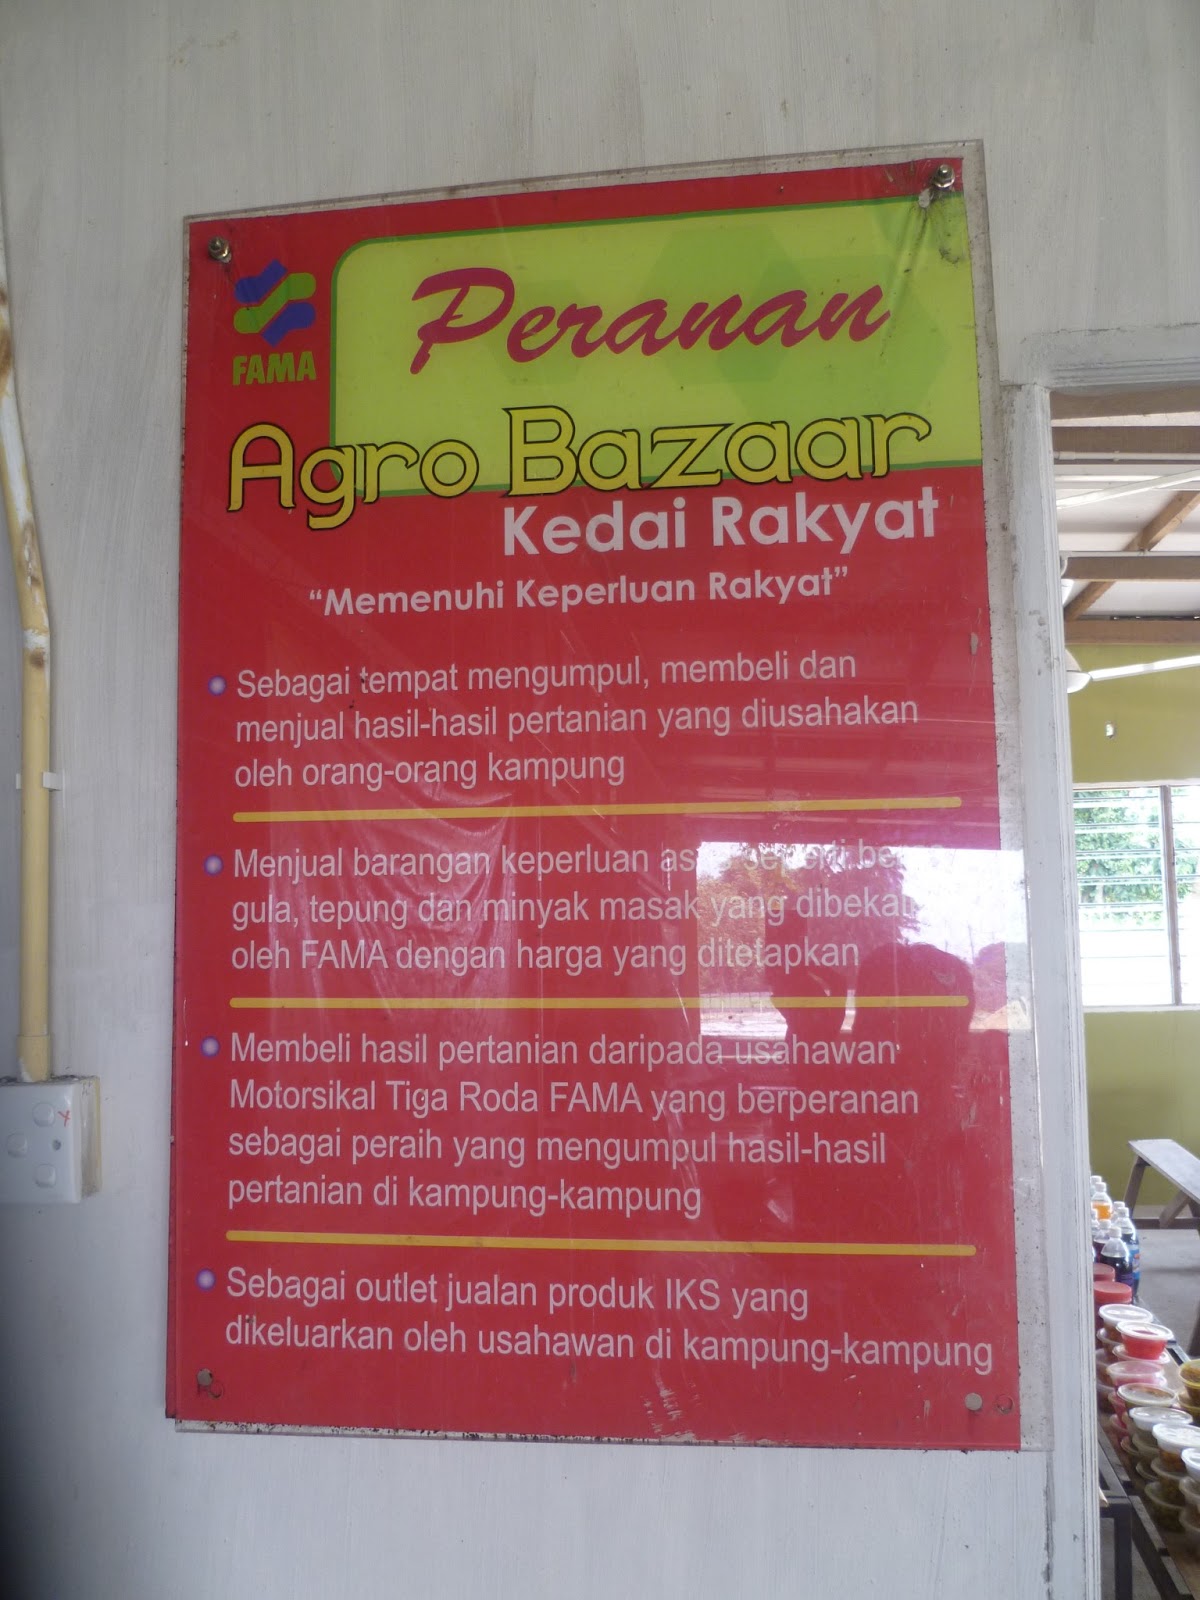 FAMA
Peranan
Agro Bazaar
Kedai Rakyat
“Memenuhi Keperluan Rakyat”
Sebagai tempat mengumpul, membeli dan
menjual hasil-hasil pertanian yang diusahakan
oleh orang-orang kampung
Menjual barangan keperluan asas seperti
gula, tepung dan minyak masak yang dibekal
oleh FAMA dengan harga yang ditetapkan
Membeli hasil pertanian daripada usahawan
Motorsikal Tiga Roda FAMA yang berperanan
sebagai peraih yang mengumpul hasil-hasil
pertanian di kampung-kampung
Sebagai outlet jualan produk IKS yang
dikeluarkan oleh usahawan di kampung-kampung